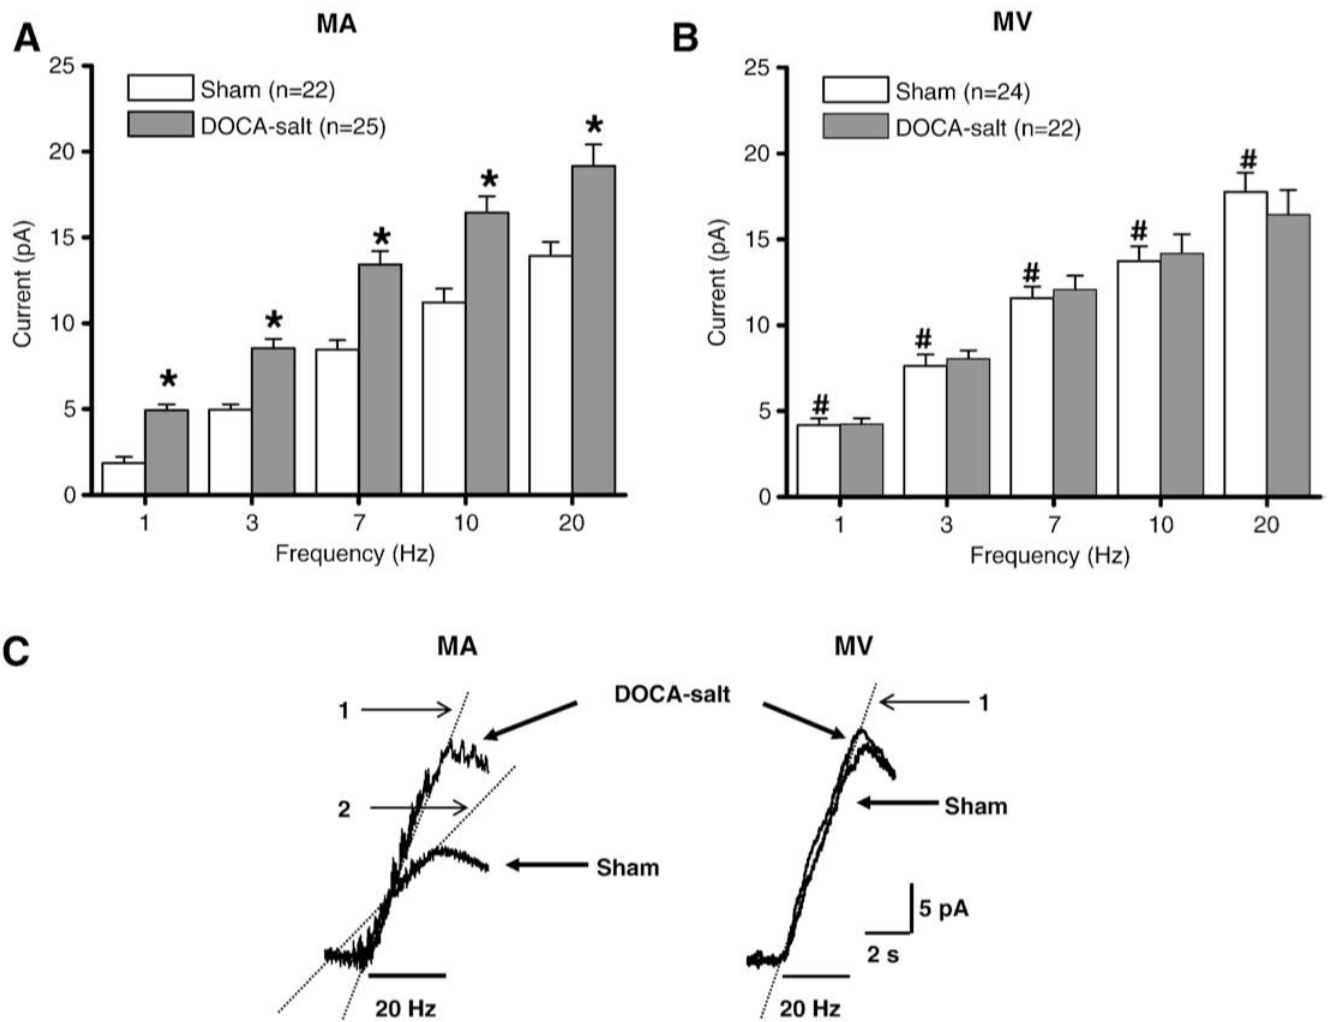 A
MA
25
20
15
10
5
0
Current (pA)
Sham (n=22)
DOCA-salt (n=25)
*
*
*
*
*
1 3 7 10 20
Frequency (Hz)
B
MV
25
20
15
10
5
0
Current (pA)
Sham (n=24)
DOCA-salt (n=22)
#
#
#
#
#
1 3 7 10 20
Frequency (Hz)
C
MA
MV
DOCA-salt
1
2
Sham
20 Hz
1
Sham
5 pA
2 s
20 Hz